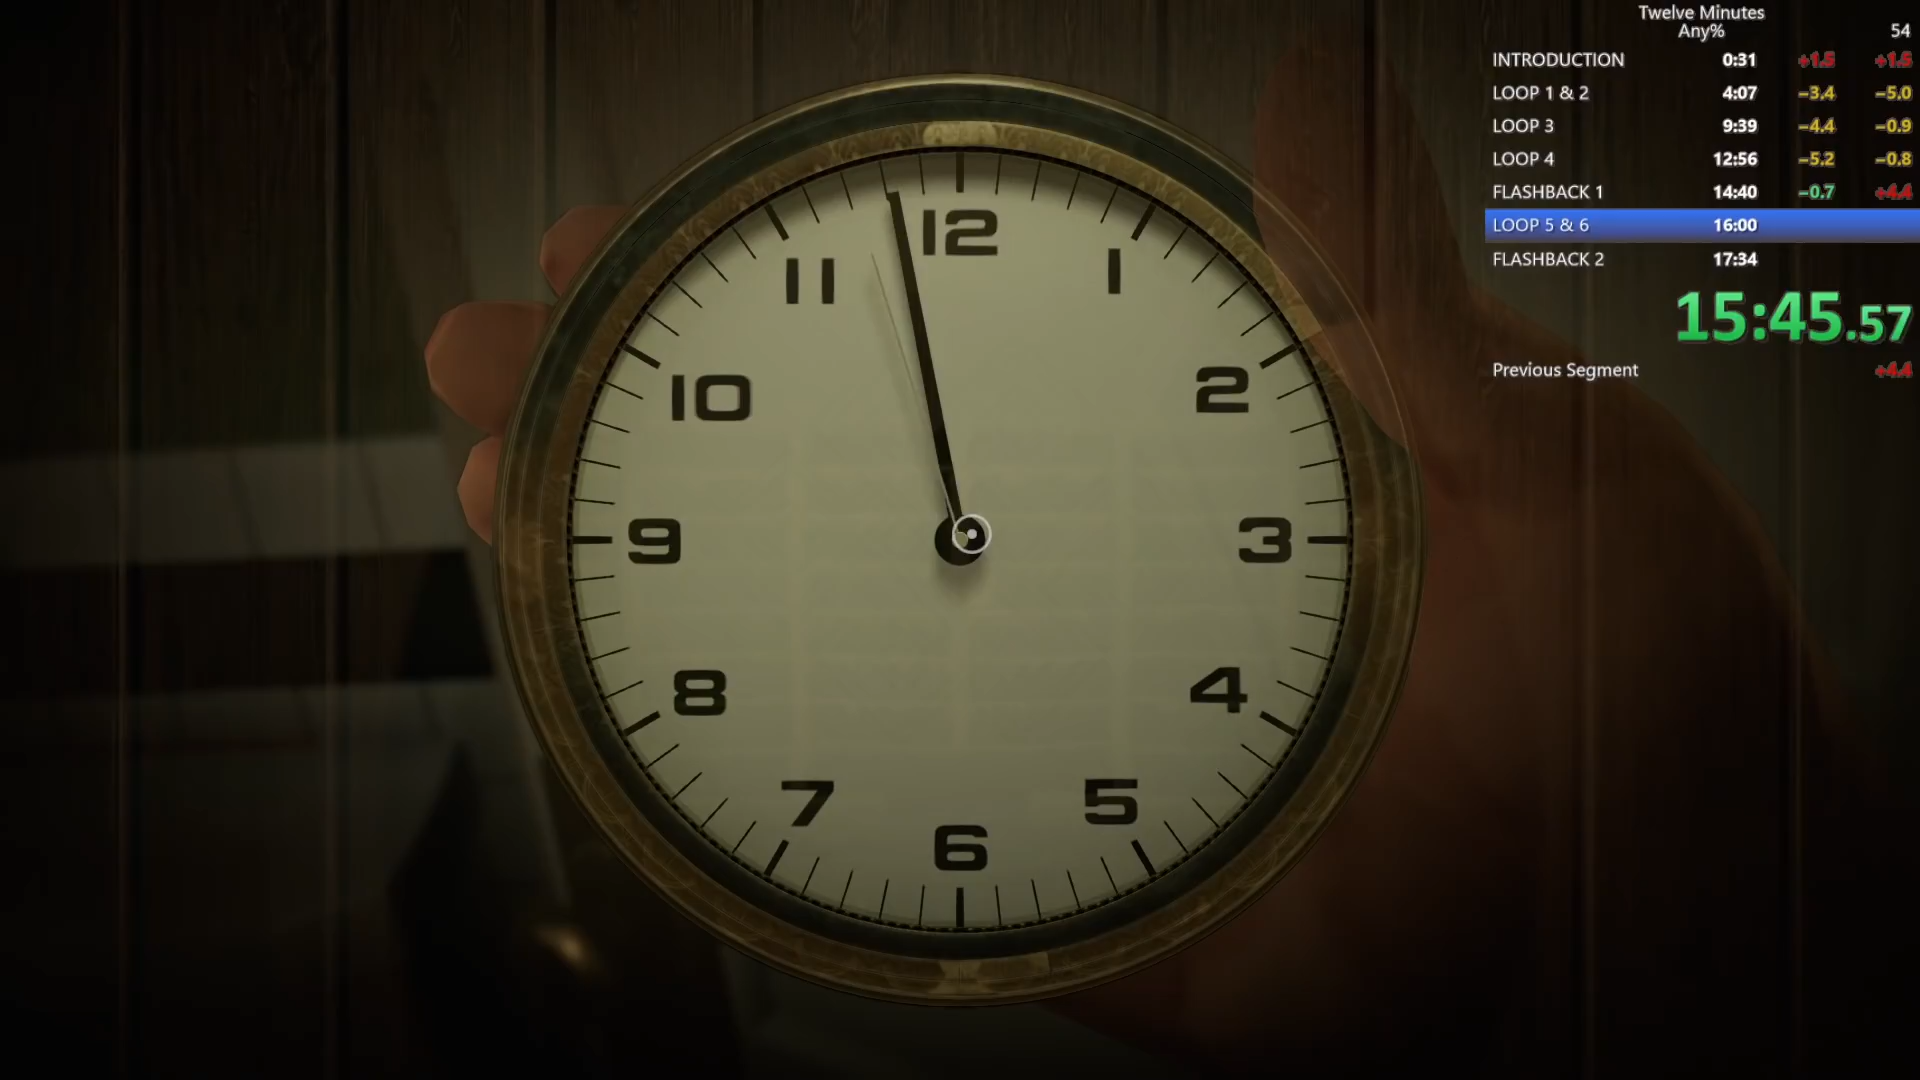 Twelve Minutes
Any% 54
INTRODUCTION 0:31 +1.5 +1.5
LOOP 1 & 2 4:07 −3.4 −5.0
LOOP 3 9:39 −4.4 −0.9
LOOP 4 12:56 −5.2 −0.8
FLASHBACK 1 14:40 −0.7 +4.4
LOOP 5 & 6 16:00
FLASHBACK 2 17:34
15:45.57
Previous Segment +4.4
12
11 1
10 2
9 3
8 4
7 5
6